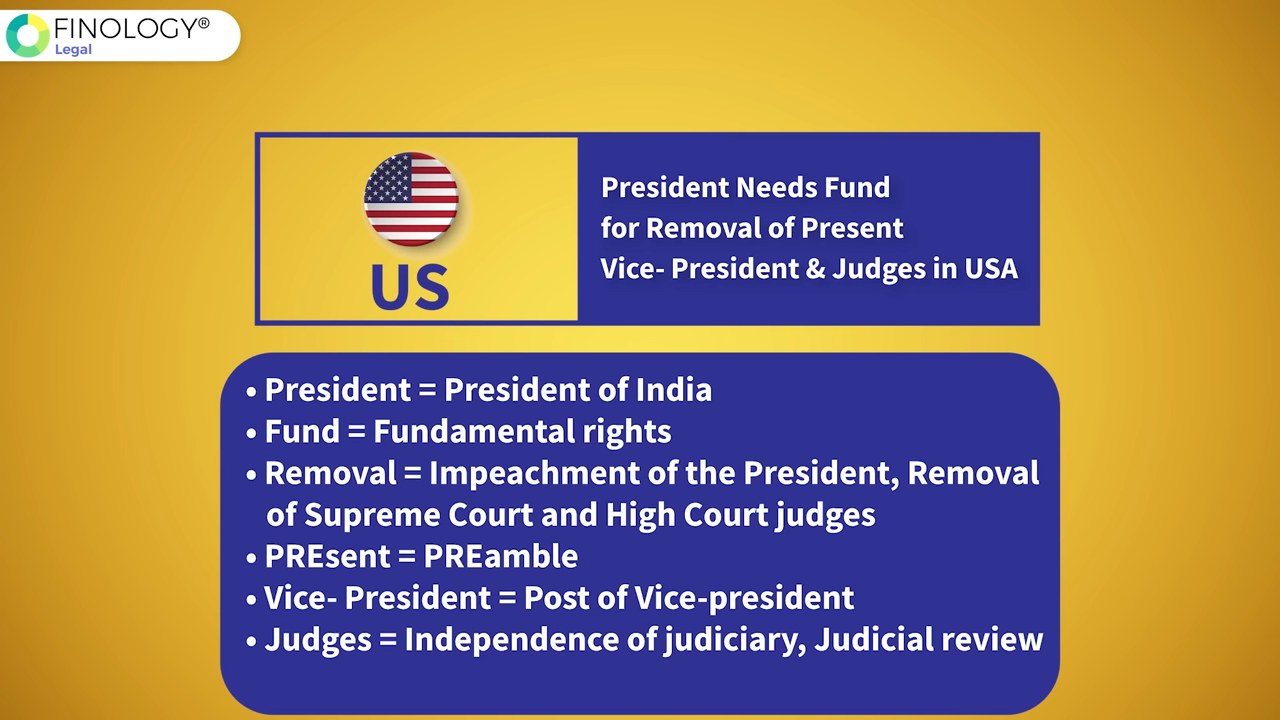 FINOLOGY®
Legal
US
President Needs Fund
for Removal of Present
Vice- President & Judges in USA
• President = President of India
• Fund = Fundamental rights
• Removal = Impeachment of the President, Removal
of Supreme Court and High Court judges
• PREsent = PREamble
• Vice- President = Post of Vice-president
• Judges = Independence of judiciary, Judicial review